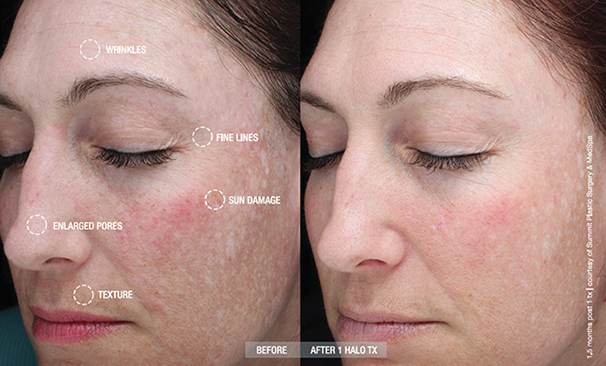 WRINKLES
FINE LINES
SUN DAMAGE
ENLARGED PORES
TEXTURE
BEFORE
AFTER 1 HALO TX
1.5 months post 1 tx | courtesy of Summit Plastic Surgery & MedSpa